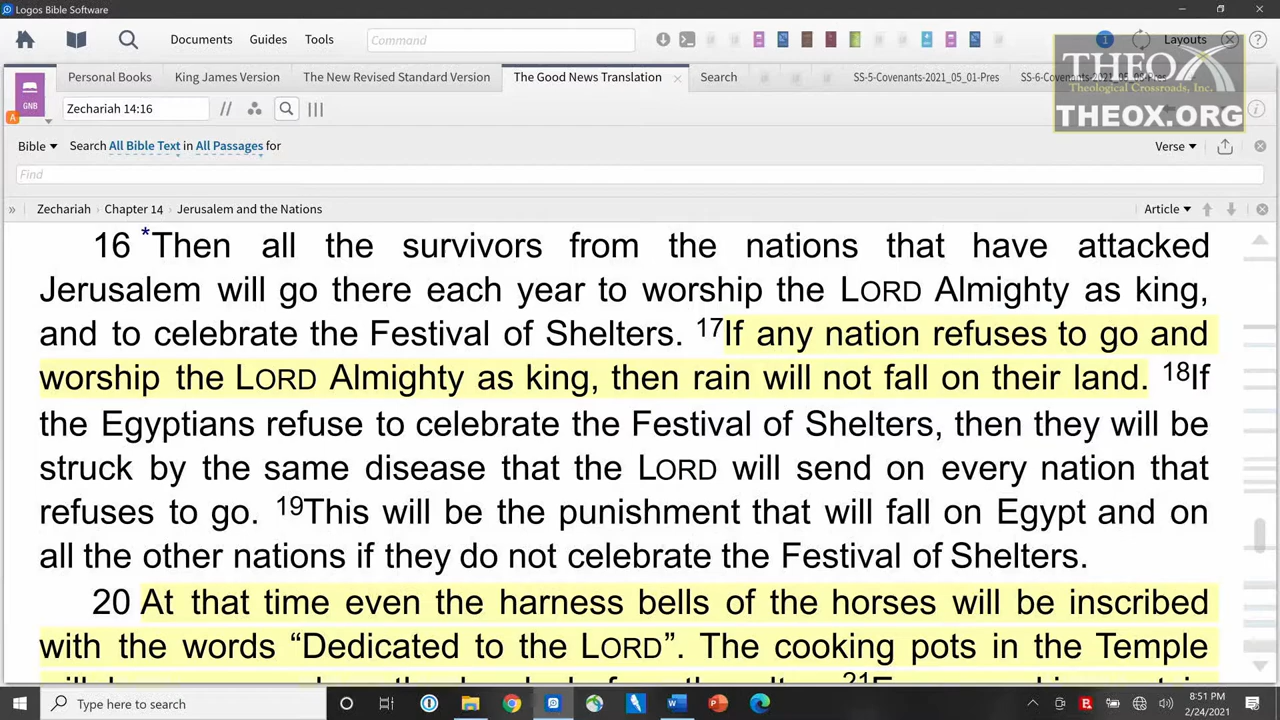 Logos Bible Software
Documents Guides Tools Command 1 Layouts
THEOX
Theological Crossroads, Inc.
THEOX.ORG
Personal Books King James Version The New Revised Standard Version The Good News Translation Search SS-5-Covenants-2021_05_01-Pres SS-6-Covenants-2021_05_08-Pres
GNB
A
Zechariah 14:16
Bible Search All Bible Text in All Passages for Verse
Find
» Zechariah Chapter 14 Jerusalem and the Nations Article
16 *Then all the survivors from the nations that have attacked
Jerusalem will go there each year to worship the LORD Almighty as king,
and to celebrate the Festival of Shelters. 17If any nation refuses to go and
worship the LORD Almighty as king, then rain will not fall on their land. 18If
the Egyptians refuse to celebrate the Festival of Shelters, then they will be
struck by the same disease that the LORD will send on every nation that
refuses to go. 19This will be the punishment that will fall on Egypt and on
all the other nations if they do not celebrate the Festival of Shelters.
20 At that time even the harness bells of the horses will be inscribed
with the words “Dedicated to the LORD”. The cooking pots in the Temple
21
Type here to search
8:51 PM
2/24/2021